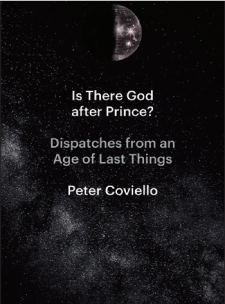 Is There God
after Prince?
Dispatches from an
Age of Last Things
Peter Coviello